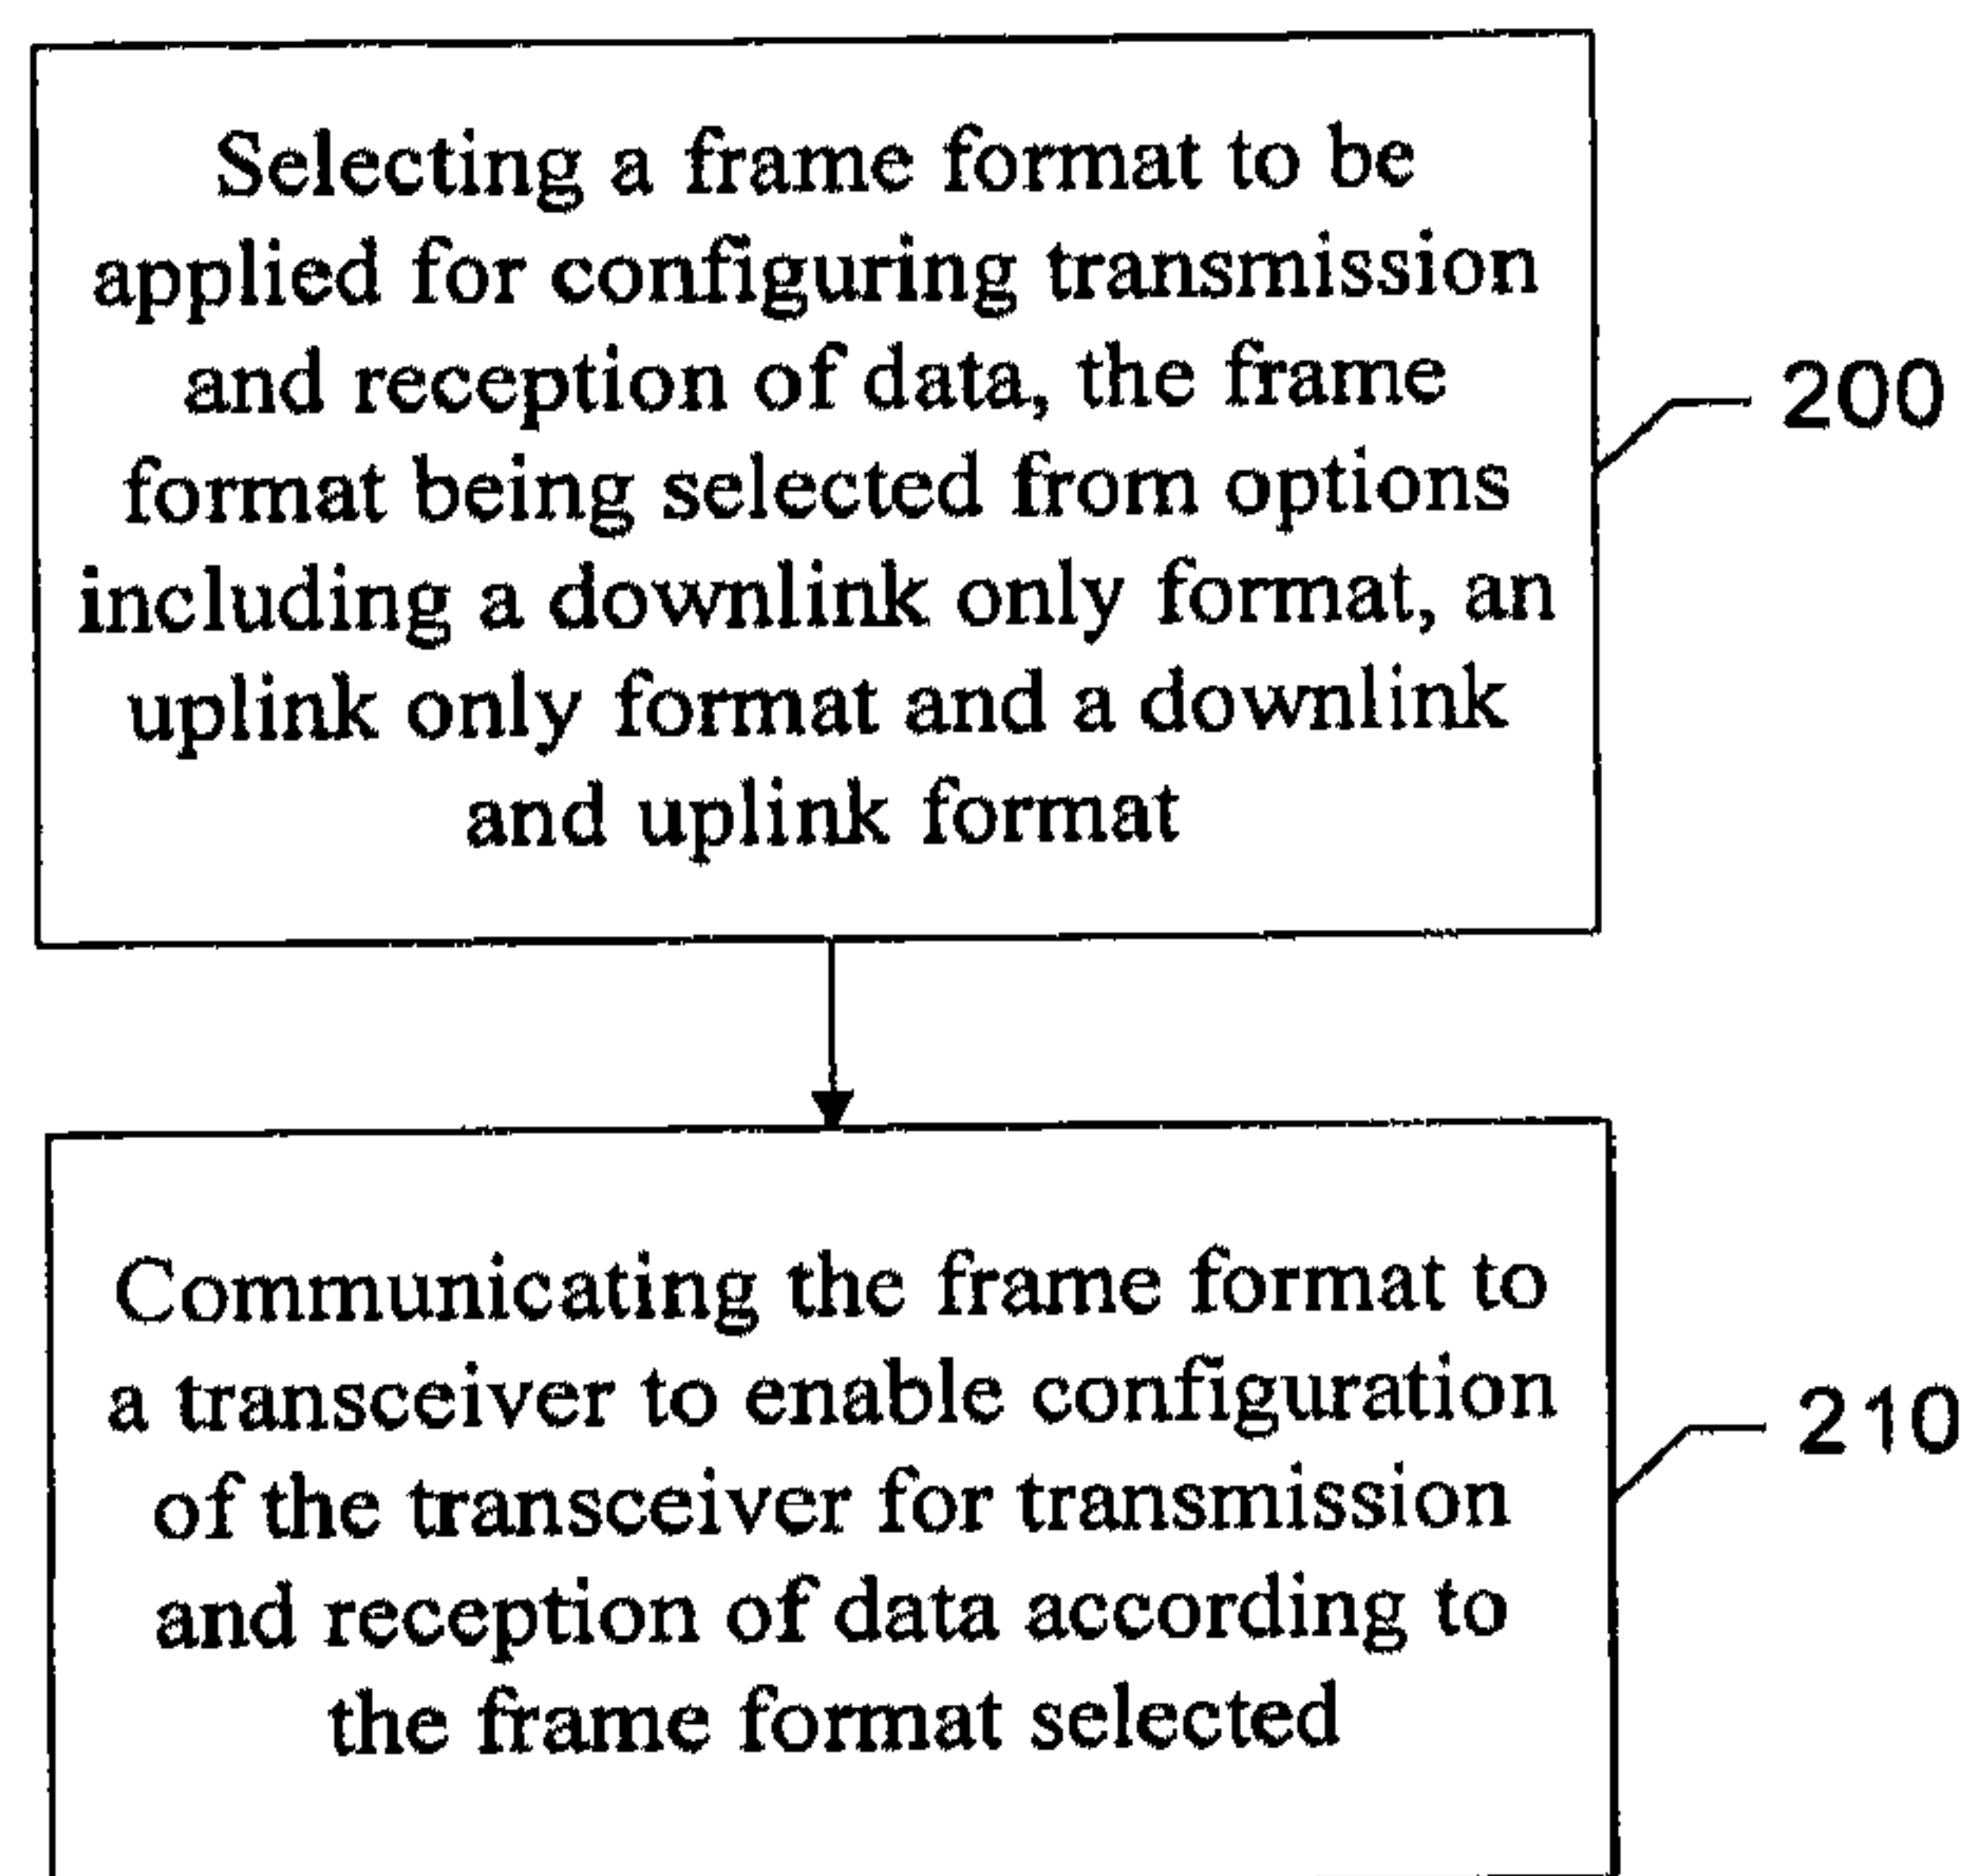 Selecting a frame format to be
applied for configuring transmission
and reception of data, the frame
format being selected from options
including a downlink only format, an
uplink only format and a downlink
and uplink format
200
Communicating the frame format to
a transceiver to enable configuration
of the transceiver for transmission
and reception of data according to
the frame format selected
210